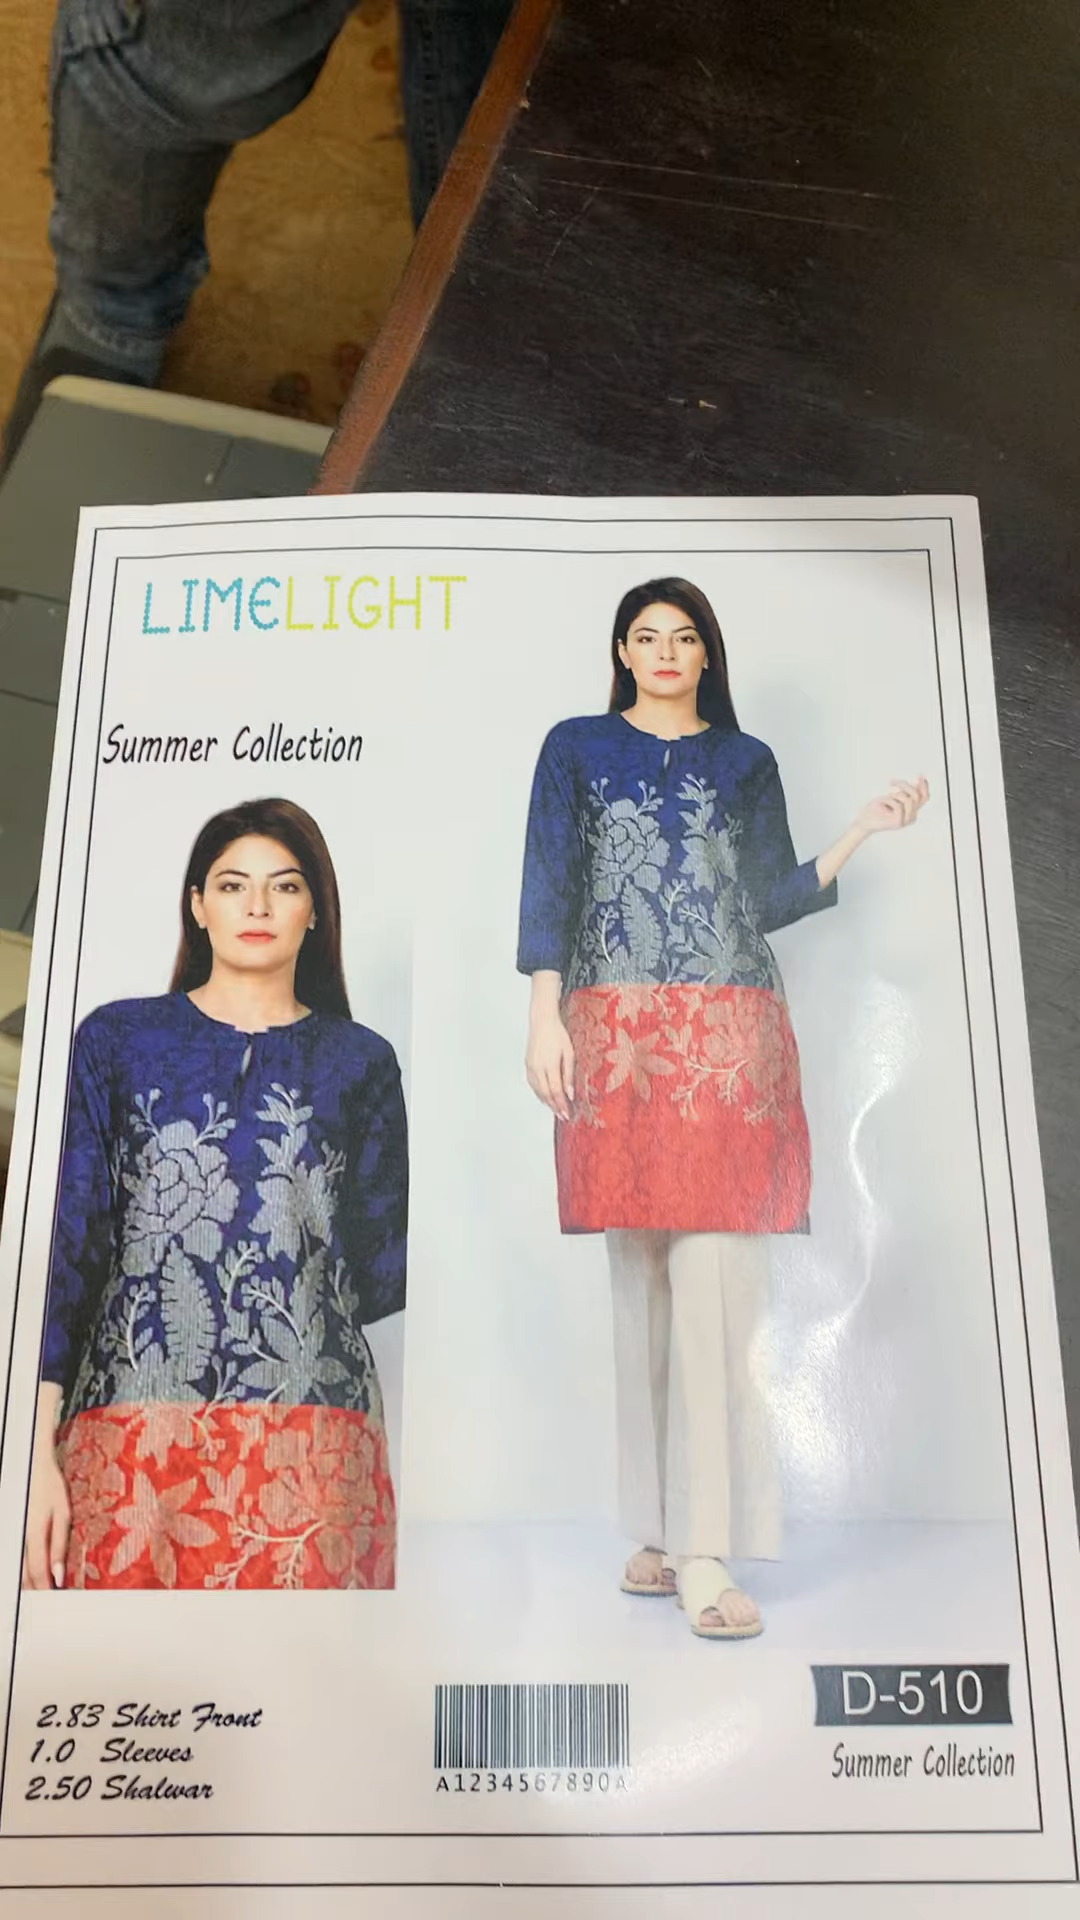 LIMELIGHT
Summer Collection
2.83 Shirt Front
1.0 Sleeves
2.50 Shalwar
A1234567890A
D-510
Summer Collection